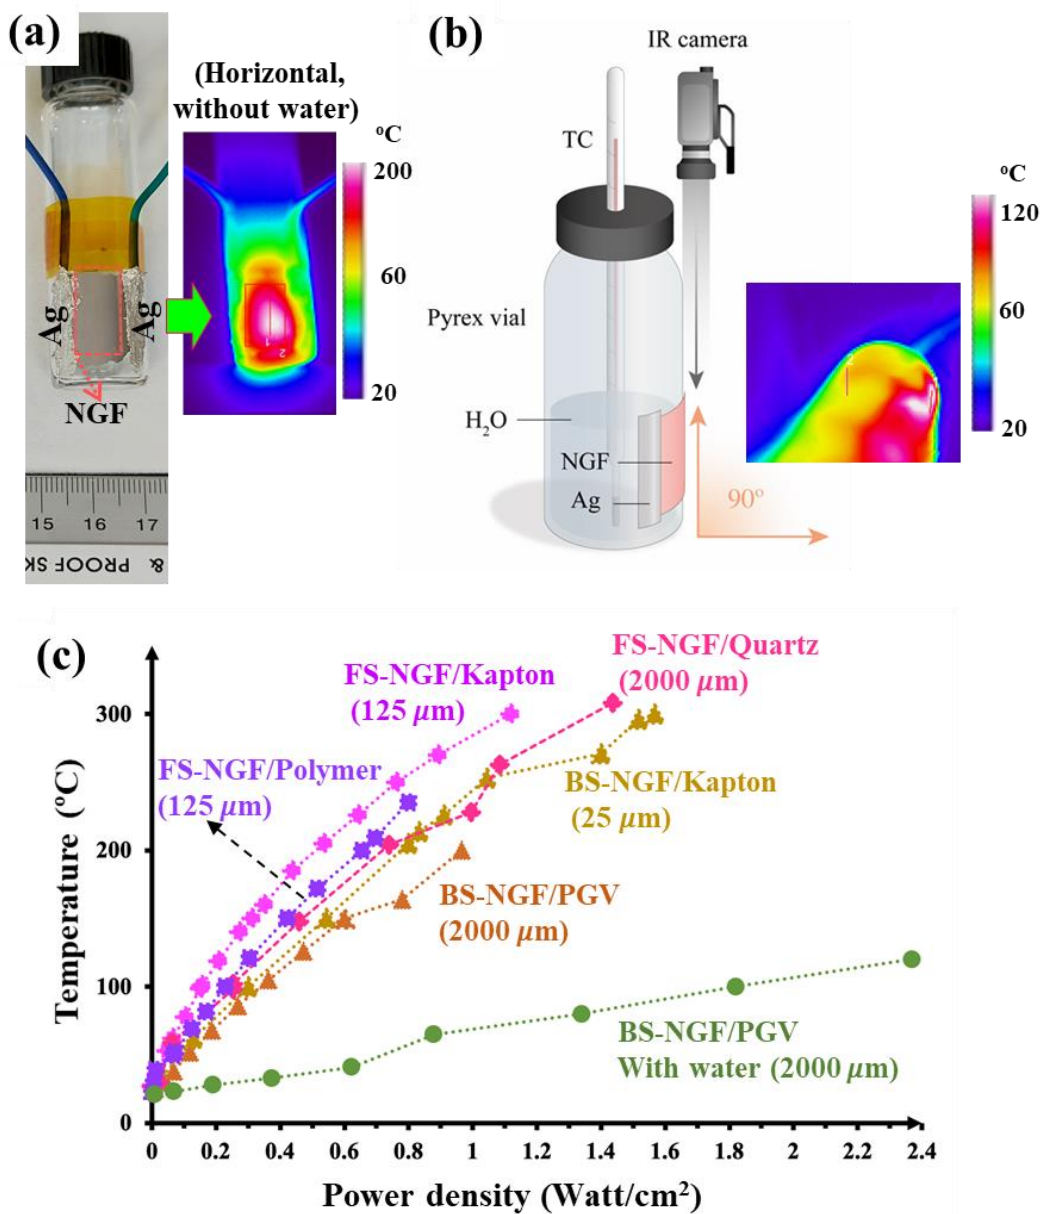 (a)
(Horizontal,
without water)
oC
200
60
20
Ag
Ag
NGF
15 16 17
& PROOF SK
(b)
IR camera
TC
Pyrex vial
H2O
NGF
Ag
90o
oC
120
60
20
(c)
FS-NGF/Quartz
(2000 μm)
FS-NGF/Kapton
(125 μm)
FS-NGF/Polymer
(125 μm)
BS-NGF/Kapton
(25 μm)
BS-NGF/PGV
(2000 μm)
BS-NGF/PGV
With water (2000 μm)
Temperature (oC)
300
200
100
0
0 0.2 0.4 0.6 0.8 1 1.2 1.4 1.6 1.8 2 2.2 2.4
Power density (Watt/cm2)